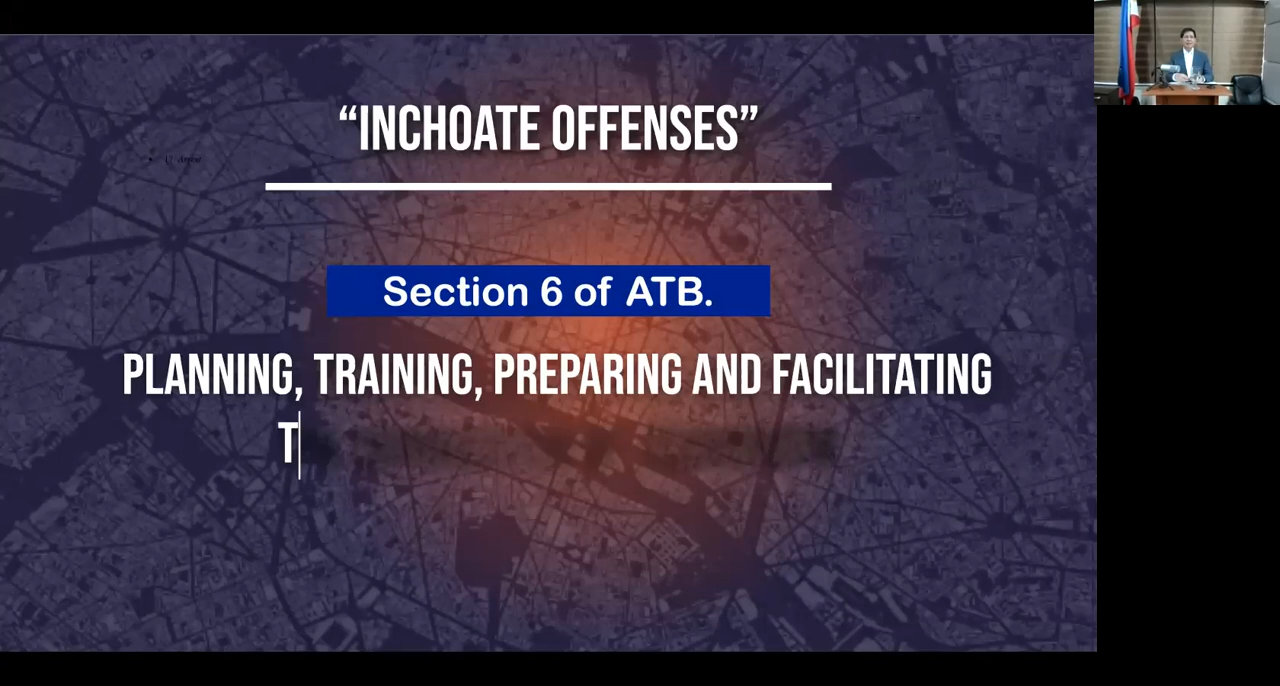 “INCHOATE OFFENSES”
Section 6 of ATB.
PLANNING, TRAINING, PREPARING AND FACILITATING
T